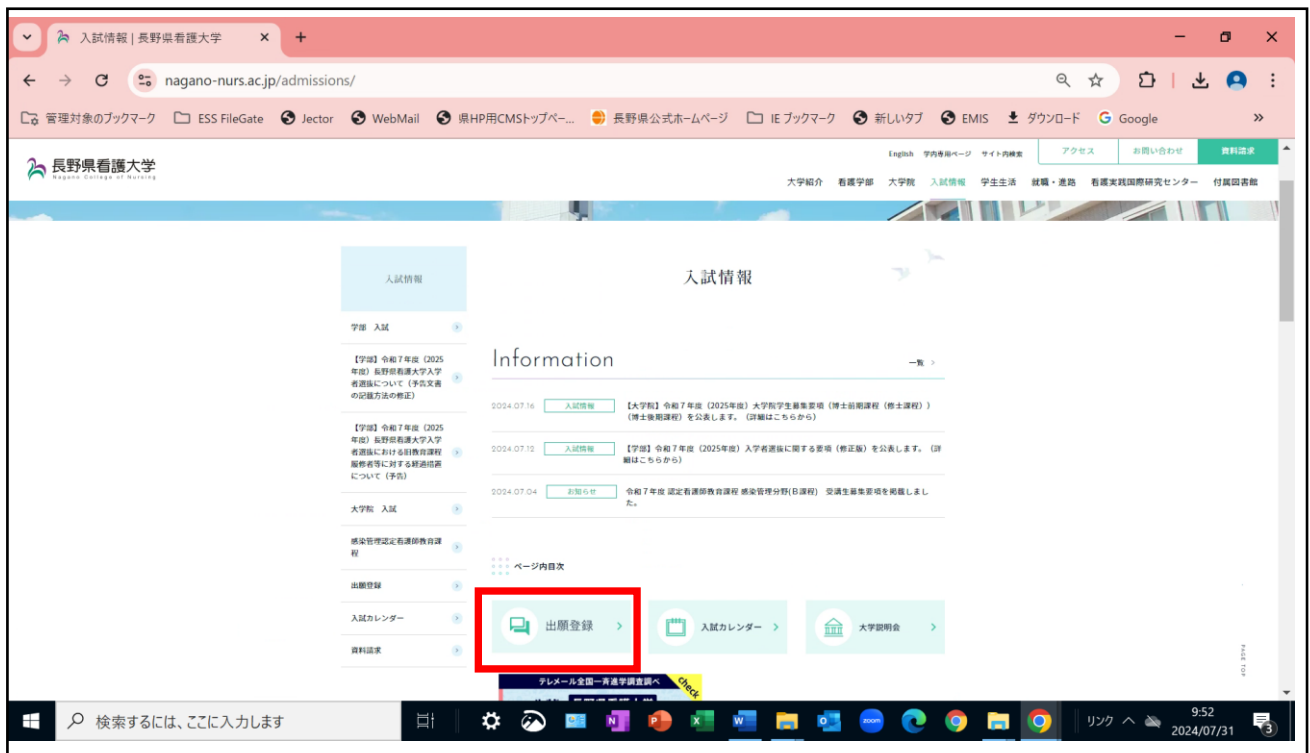 入試情報 | 長野県看護大学
nagano-nurs.ac.jp/admissions/
管理対象のブックマーク ESS FileGate Jector WebMail 県HP用CMSトップペー... 長野県公式ホームページ IE ブックマーク 新しいタブ EMIS ダウンロード Google »
English 学内専用ページ サイト内検索 アクセス お問い合わせ 資料請求
長野県看護大学
Nagano College of Nursing
大学紹介 看護学部 大学院 入試情報 学生生活 就職・進路 看護実践国際研究センター 付属図書館
入試情報
学部 入試
【学部】令和7年度(2025
年度)長野県看護大学入学
者選抜について(予告文書
の記載方法の修正)
【学部】令和7年度(2025
年度)長野県看護大学入学
者選抜における旧教育課程
履修者等に対する経過措置
について(予告)
大学院 入試
感染管理認定看護師教育課
程
出願登録
入試カレンダー
資料請求
入試情報
Information
一覧
2024.07.16 入試情報 【大学院】令和7年度(2025年度)大学院学生募集要項(博士前期課程(修士課程))
(博士後期課程)を公表します。(詳細はこちらから)
2024.07.12 入試情報 【学部】令和7年度(2025年度)入学者選抜に関する要項(修正版)を公表します。(詳
細はこちらから)
2024.07.04 お知らせ 令和7年度 認定看護師教育課程 感染管理分野(B課程) 受講生募集要項を掲載しまし
た。
ページ内目次
出願登録 入試カレンダー 大学説明会
テレメール全国一斉進学調査調べ
check
PAGE TOP
検索するには、ここに入力します
zoom
リンク
9:52
2024/07/31
3